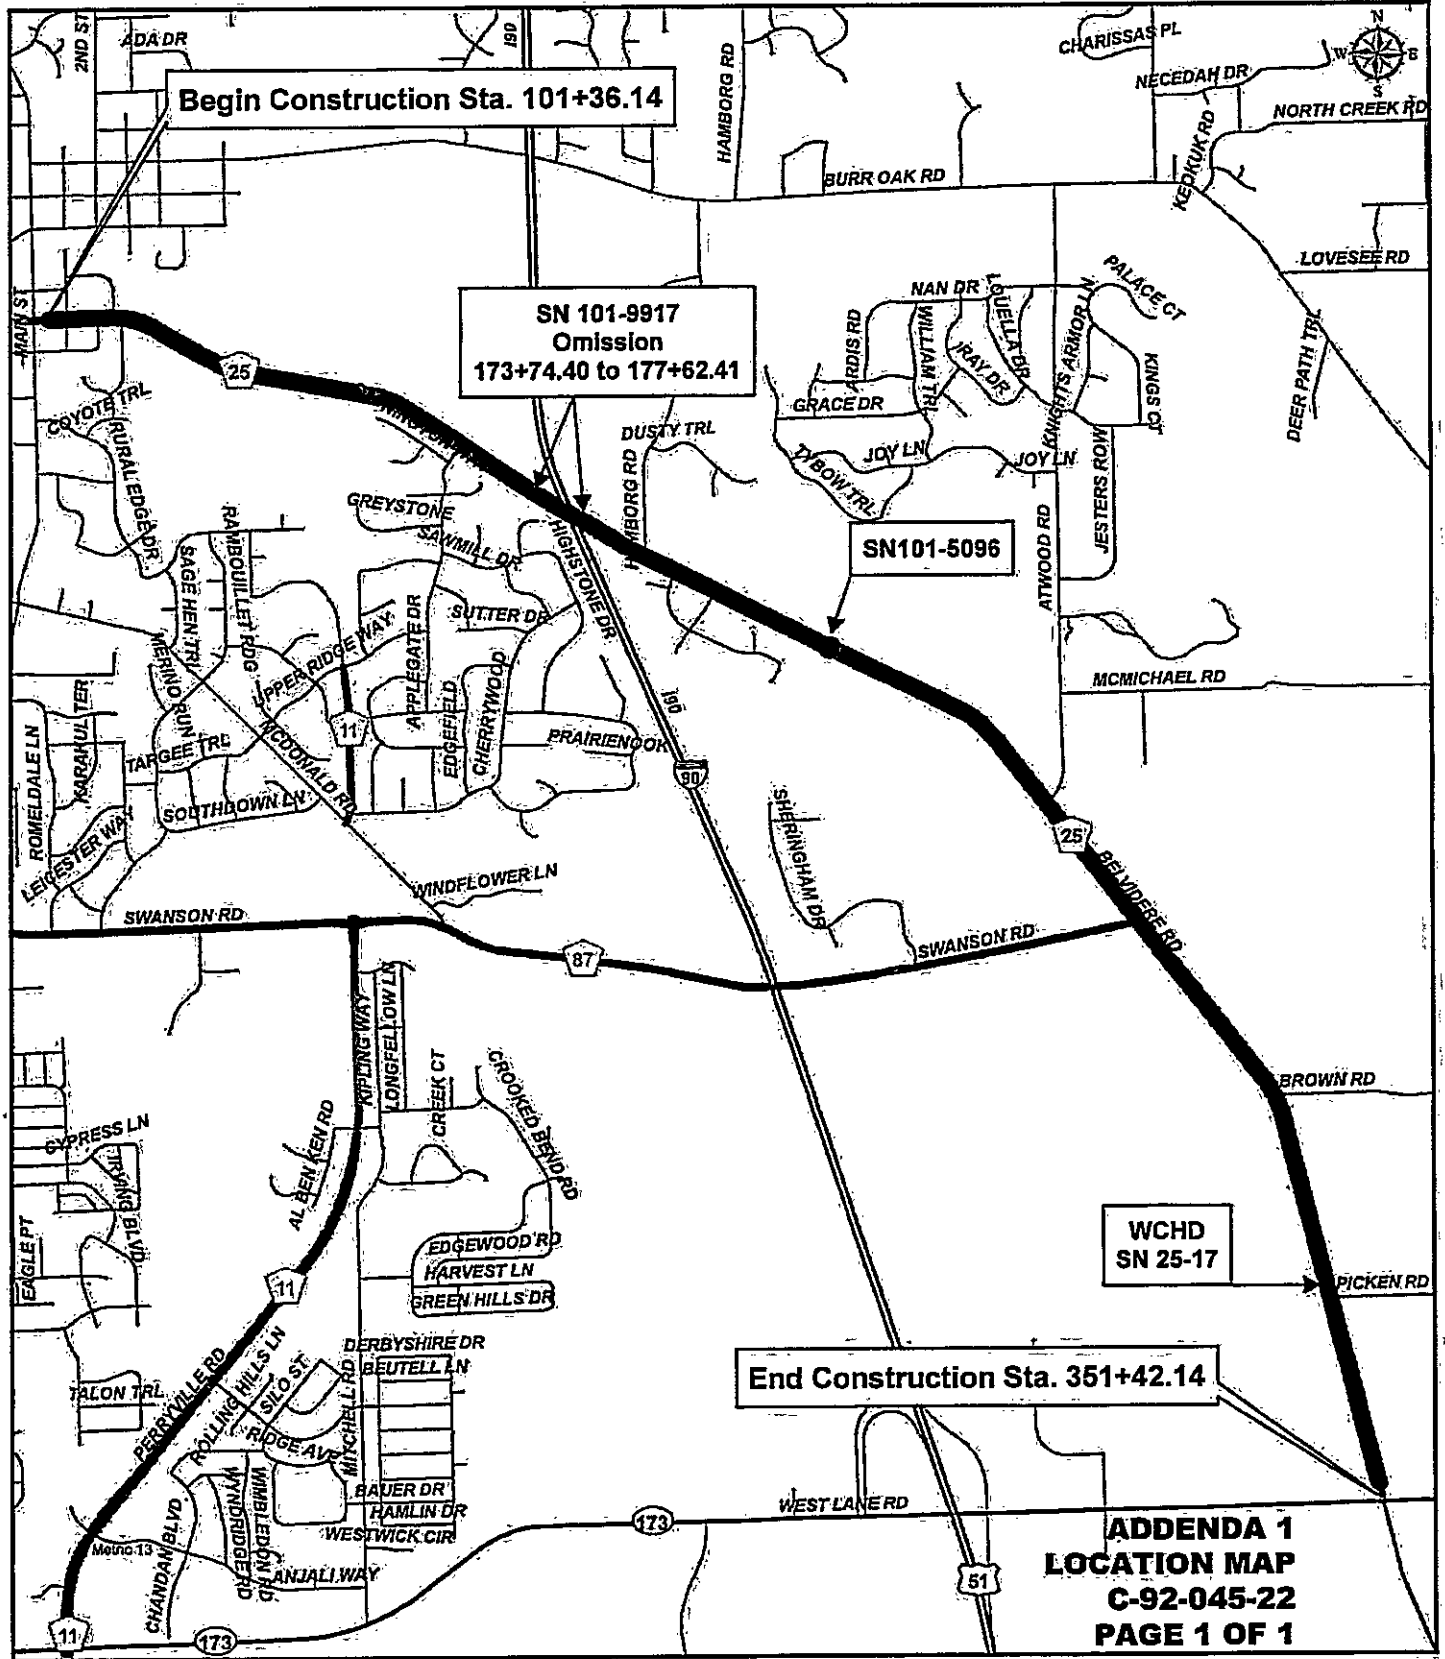 2ND ST
ADA DR
I90
HAMBORG RD
CHARISSAS PL
N
W
E
S
NECEDAH DR
NORTH CREEK RD
KEOKUK RD
Begin Construction Sta. 101+36.14
BURR OAK RD
LOVESEE RD
MAIN ST
SN 101-9917
Omission
173+74.40 to 177+62.41
NAN DR
LOUELLA DR
PALACE CT
ARDIS RD
WILLIAM TRL
RAY DR
KNIGHTS ARMOR LN
KINGS CT
DEER PATH TRL
25
COYOTE TRL
GRACE DR
RURAL EDGE DR
DUSTY TRL
HAMBORG RD
TYBOW TRL
JOY LN
JOY LN
JESTERS ROW
GREYSTONE
SAWMILL DR
HIGHSTONE DR
SN101-5096
ATWOOD RD
SAGE HEN TRL
RAMBOUILLET RDG
SUTTER DR
MERINO RUN
UPPER RIDGE WAY
APPLEGATE DR
MCMICHAEL RD
ROMELDALE LN
KARAKUL TER
TARGEE TRL
MCDONALD RD
11
EDGEFIELD
CHERRYWOOD
PRAIRIENOOK
I90
90
SOUTHDOWN LN
LEICESTER WAY
SHERINGHAM DR
25
BELVIDERE RD
WINDFLOWER LN
SWANSON RD
87
SWANSON RD
KIPLING WAY
LONGFELLOW LN
CREEK CT
CROOKED BEND RD
BROWN RD
CYPRESS LN
IRVING BLVD
AL BEN KEN RD
EAGLE PT
WCHD
SN 25-17
EDGEWOOD RD
HARVEST LN
GREEN HILLS DR
11
PICKEN RD
DERBYSHIRE DR
BEUTELL LN
End Construction Sta. 351+42.14
TALON TRL
PERRYVILLE RD
ROLLING HILLS LN
SILO ST
RIDGE AVE
MITCHELL RD
BAUER DR
HAMLIN DR
WESTWICK CIR
WEST LANE RD
173
Metric 13
CHANDAN BLVD
WYNDRIDGE RD
WIMBLEDON RD
ANJALI WAY
51
11
173
ADDENDA 1
LOCATION MAP
C-92-045-22
PAGE 1 OF 1